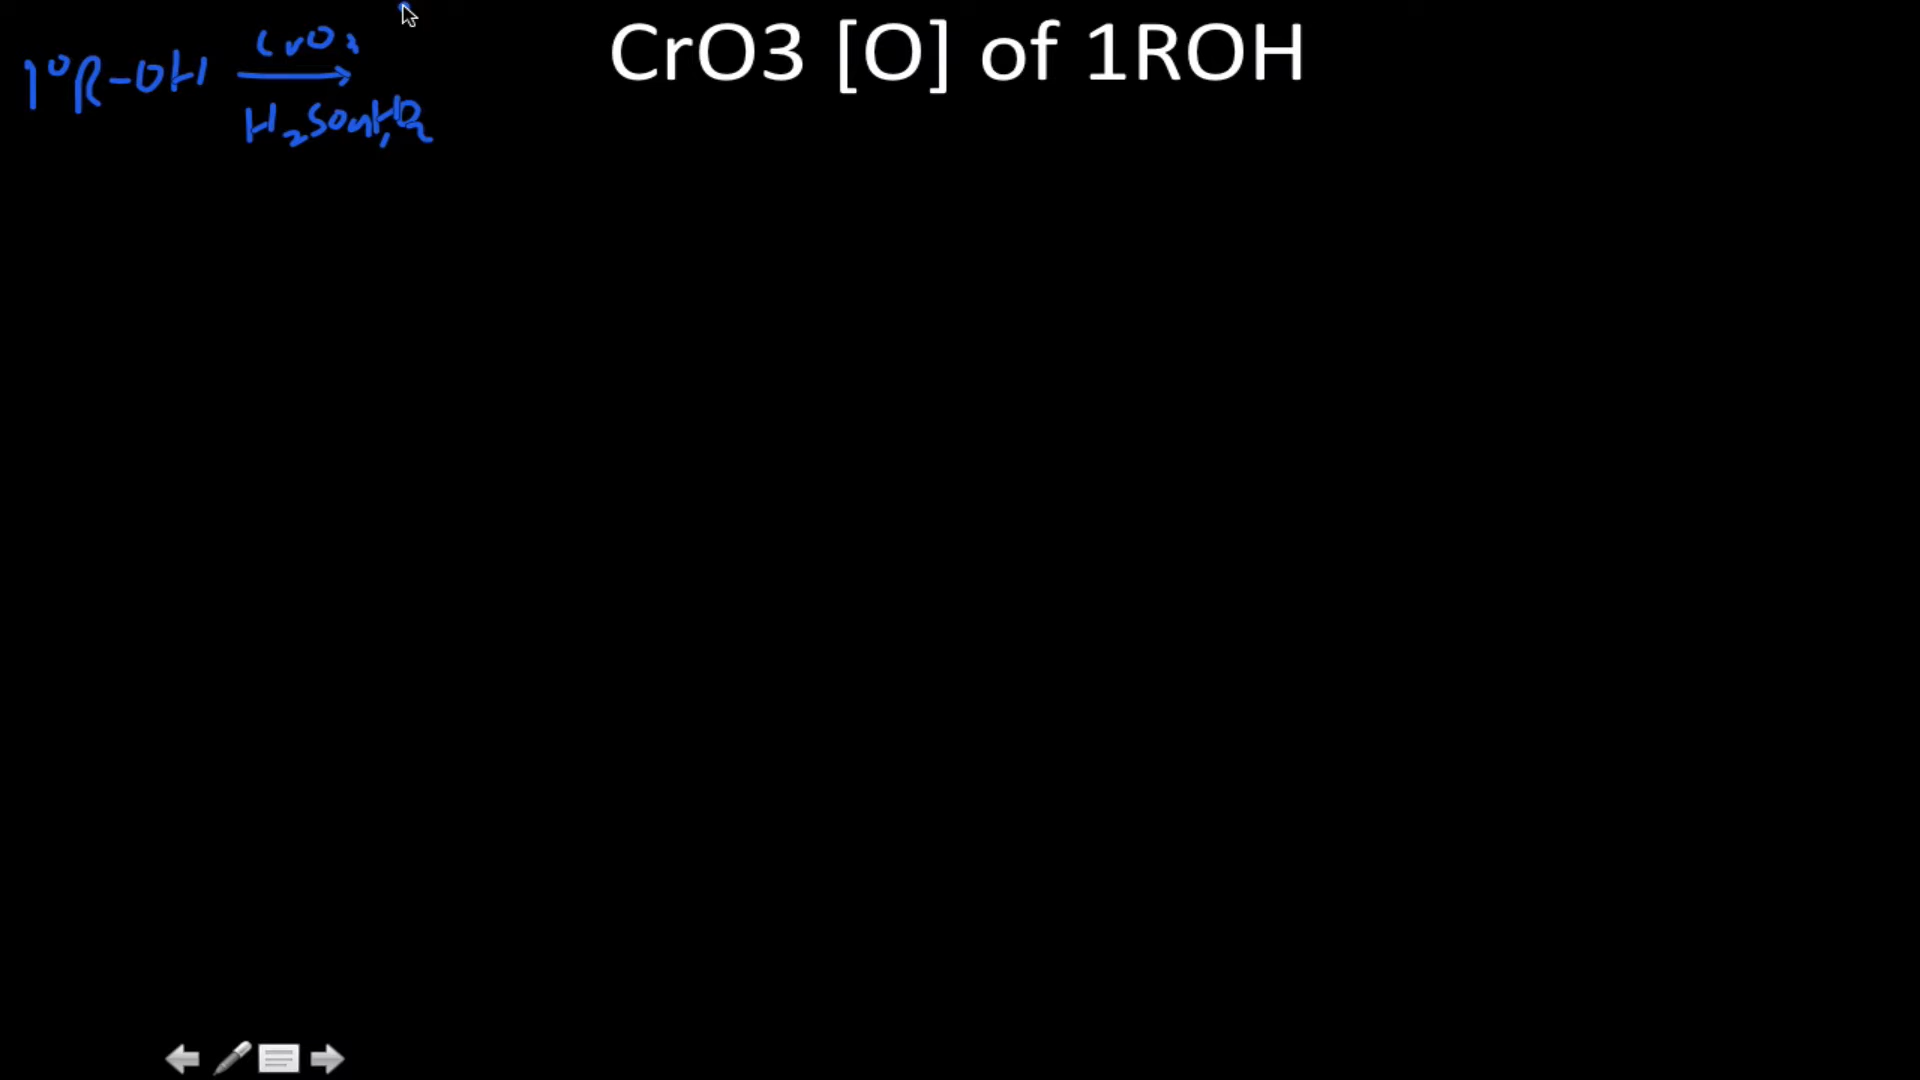 CrO3 [O] of 1ROH
CrO3
1°R-OH →
H2SO4, H2O